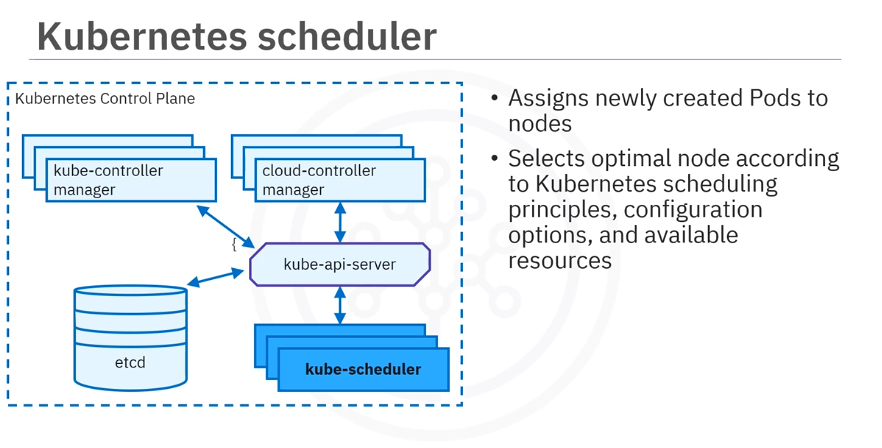 Kubernetes scheduler
Kubernetes Control Plane
kube-controller
manager
cloud-controller
manager
{
kube-api-server
etcd
kube-scheduler
• Assigns newly created Pods to
nodes
• Selects optimal node according
to Kubernetes scheduling
principles, configuration
options, and available
resources